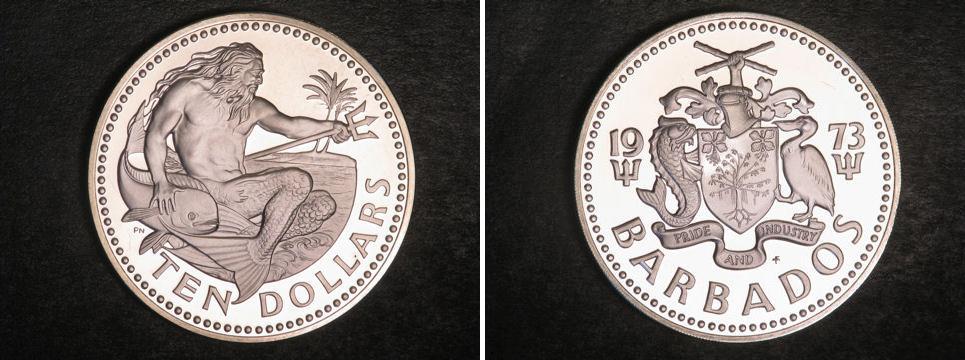 PN
TEN DOLLARS
19 73
PRIDE AND INDUSTRY
BARBADOS